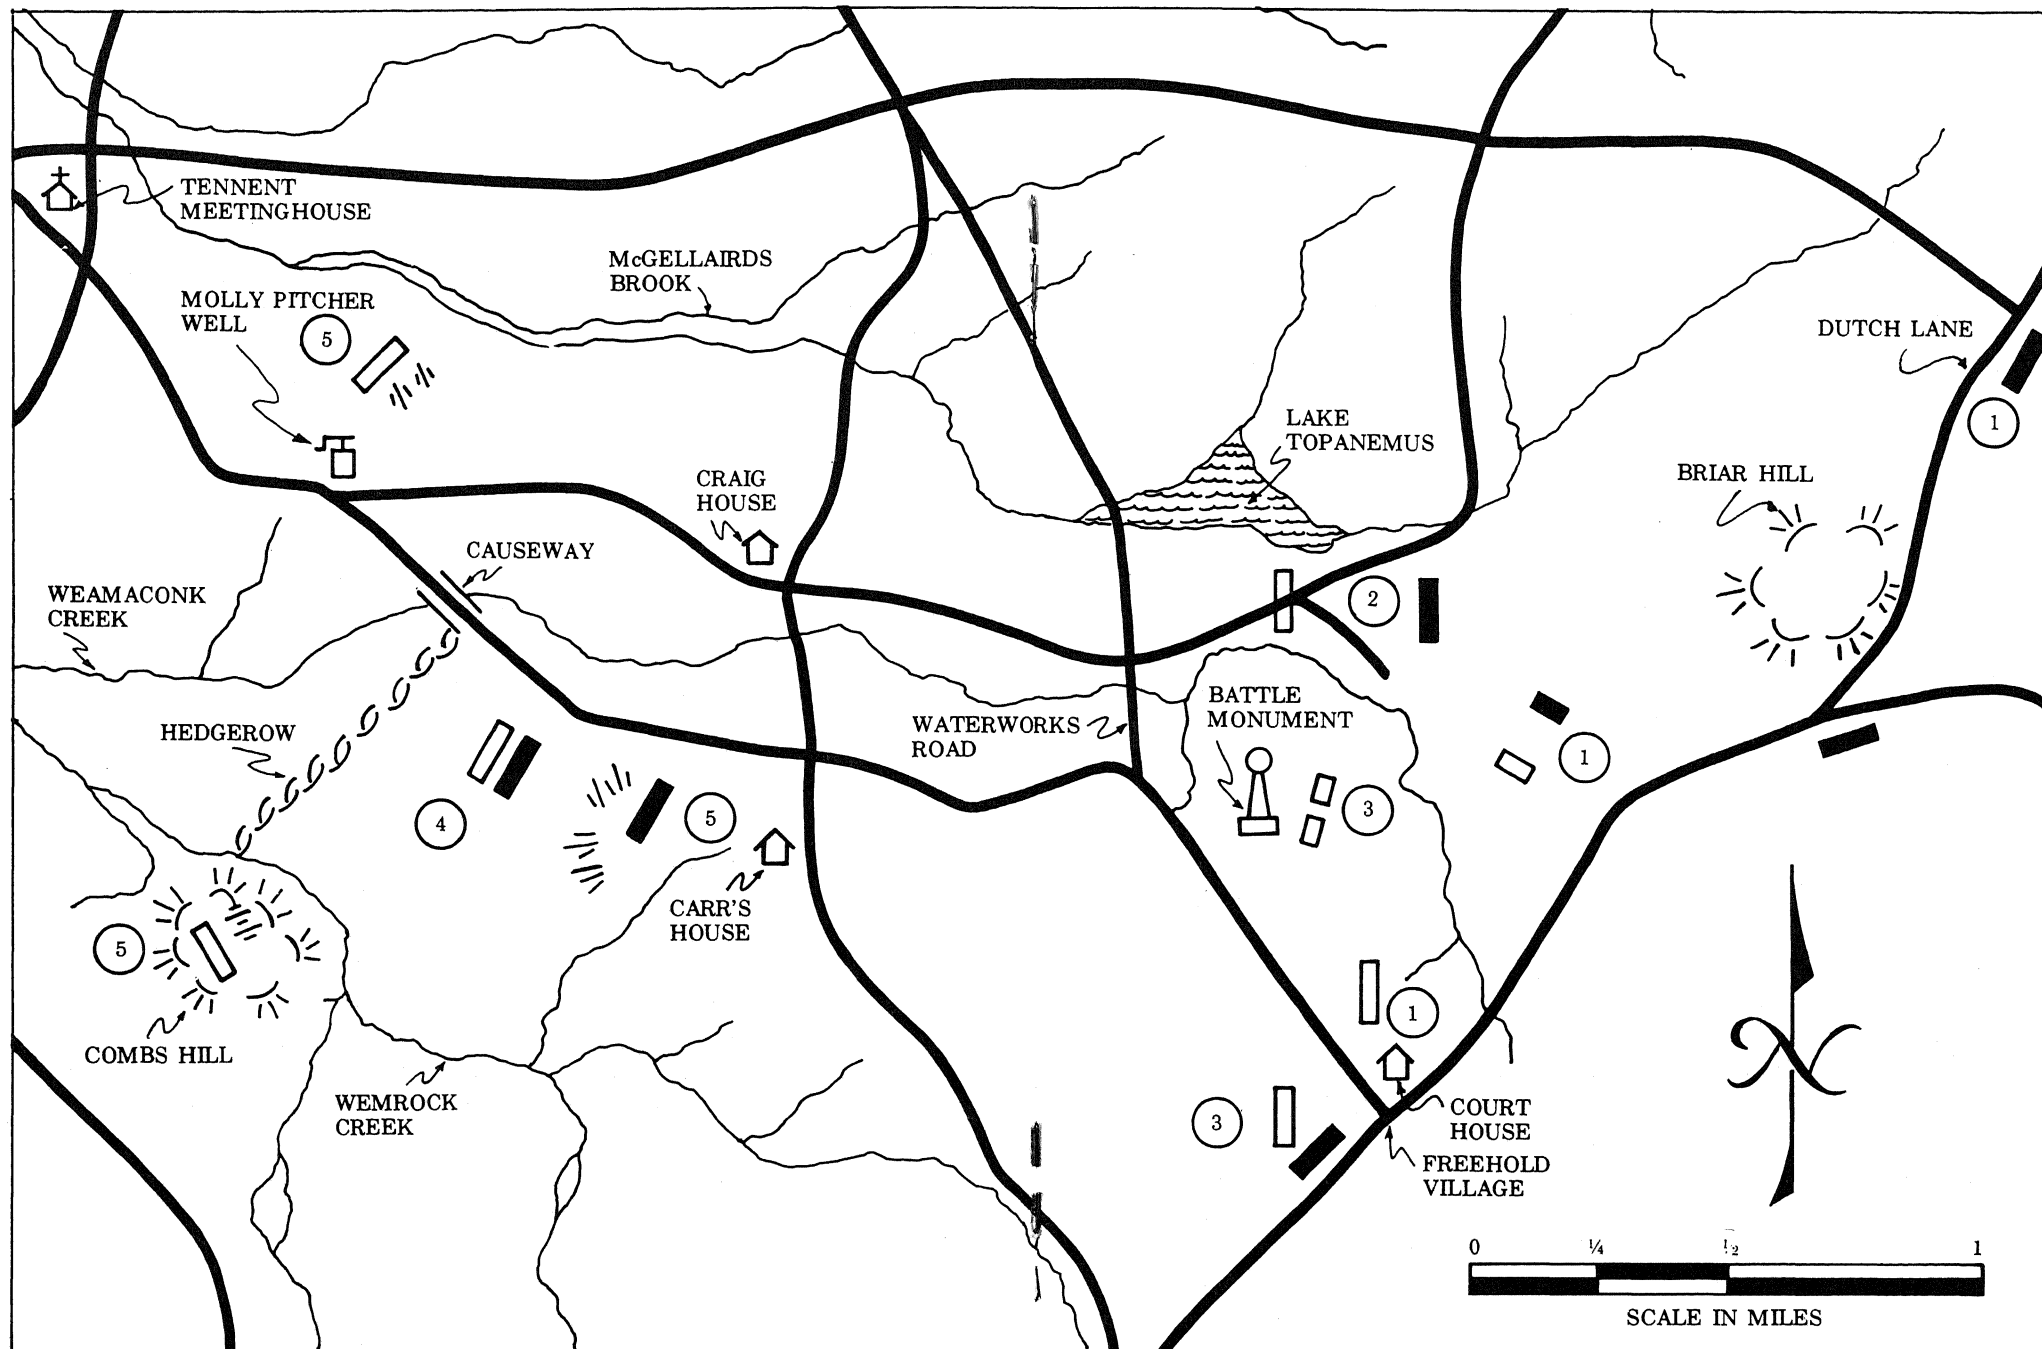 TENNENT
MEETINGHOUSE
McGELLAIRDS
BROOK
MOLLY PITCHER
WELL
5
DUTCH LANE
1
LAKE
TOPANEMUS
BRIAR HILL
CRAIG
HOUSE
CAUSEWAY
WEAMACONK
CREEK
2
HEDGEROW
BATTLE
MONUMENT
WATERWORKS
ROAD
1
3
4
5
CARR'S
HOUSE
5
COMBS HILL
1
WEMROCK
CREEK
3
COURT
HOUSE
FREEHOLD
VILLAGE
0 ¼ ½ 1
SCALE IN MILES